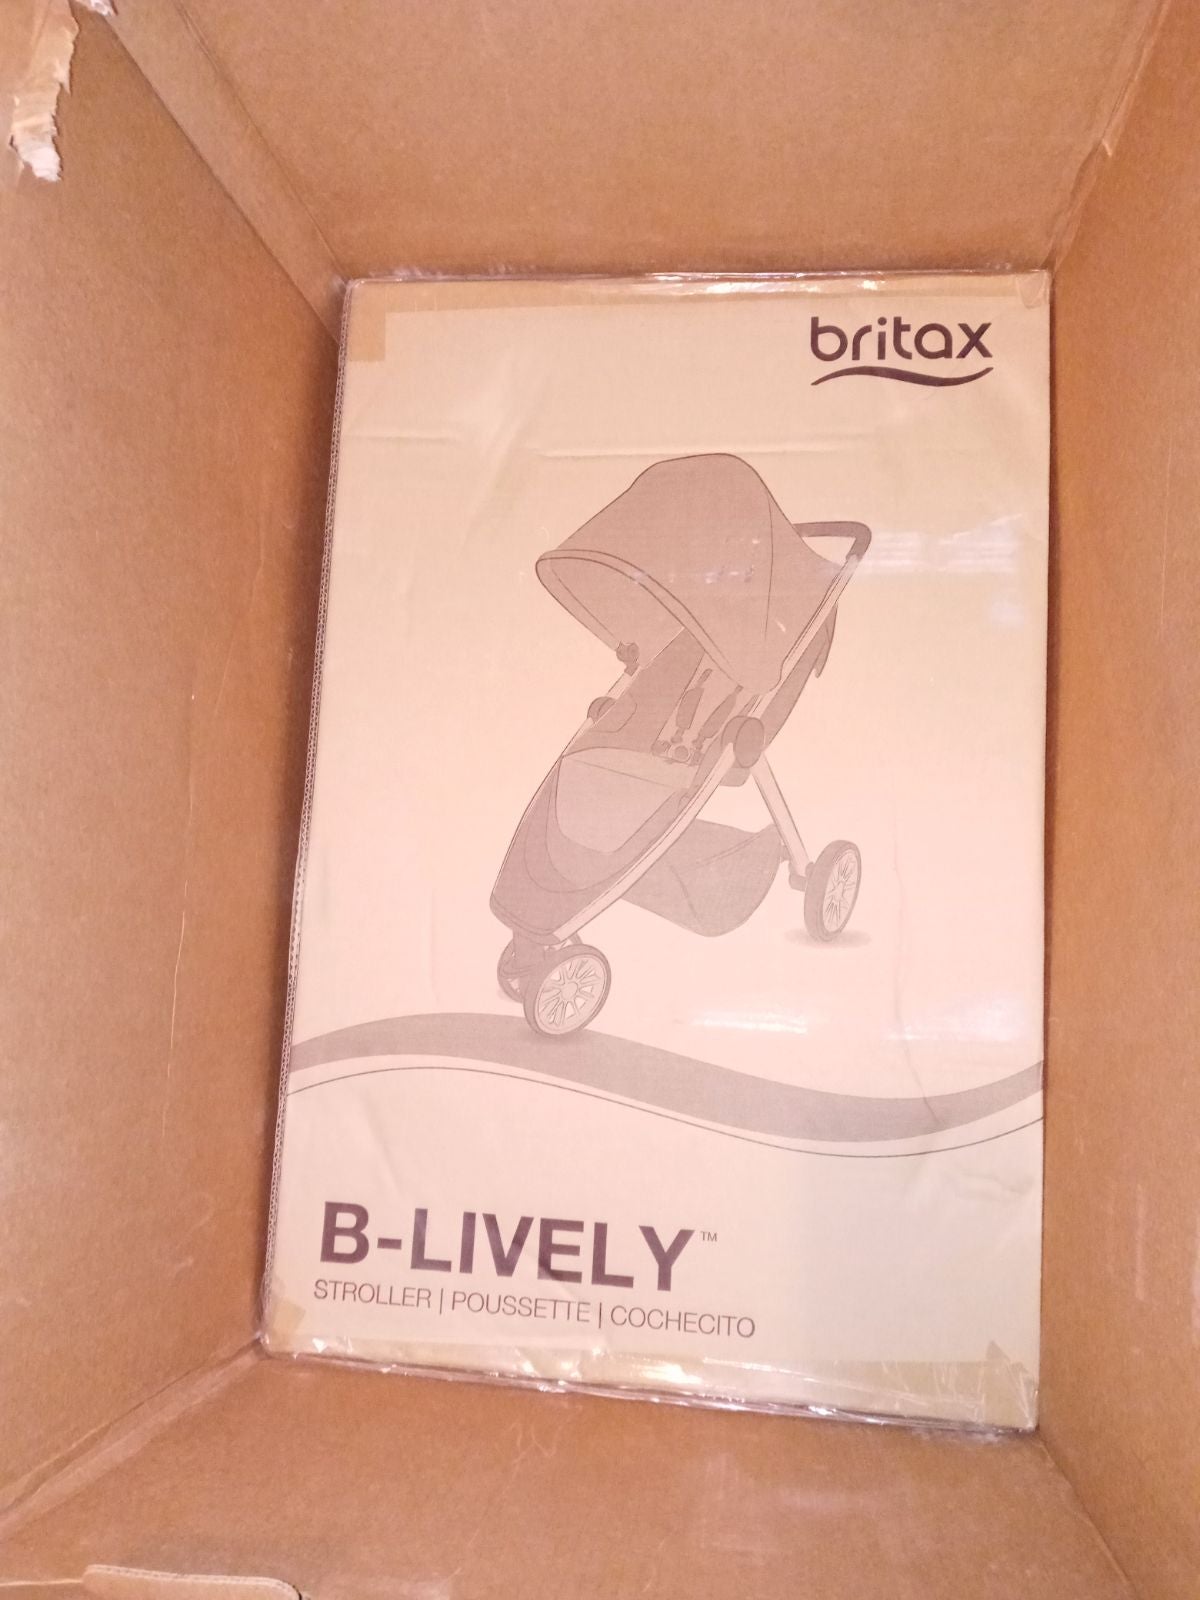 britax
B-LIVELY™
STROLLER | POUSSETTE | COCHECITO